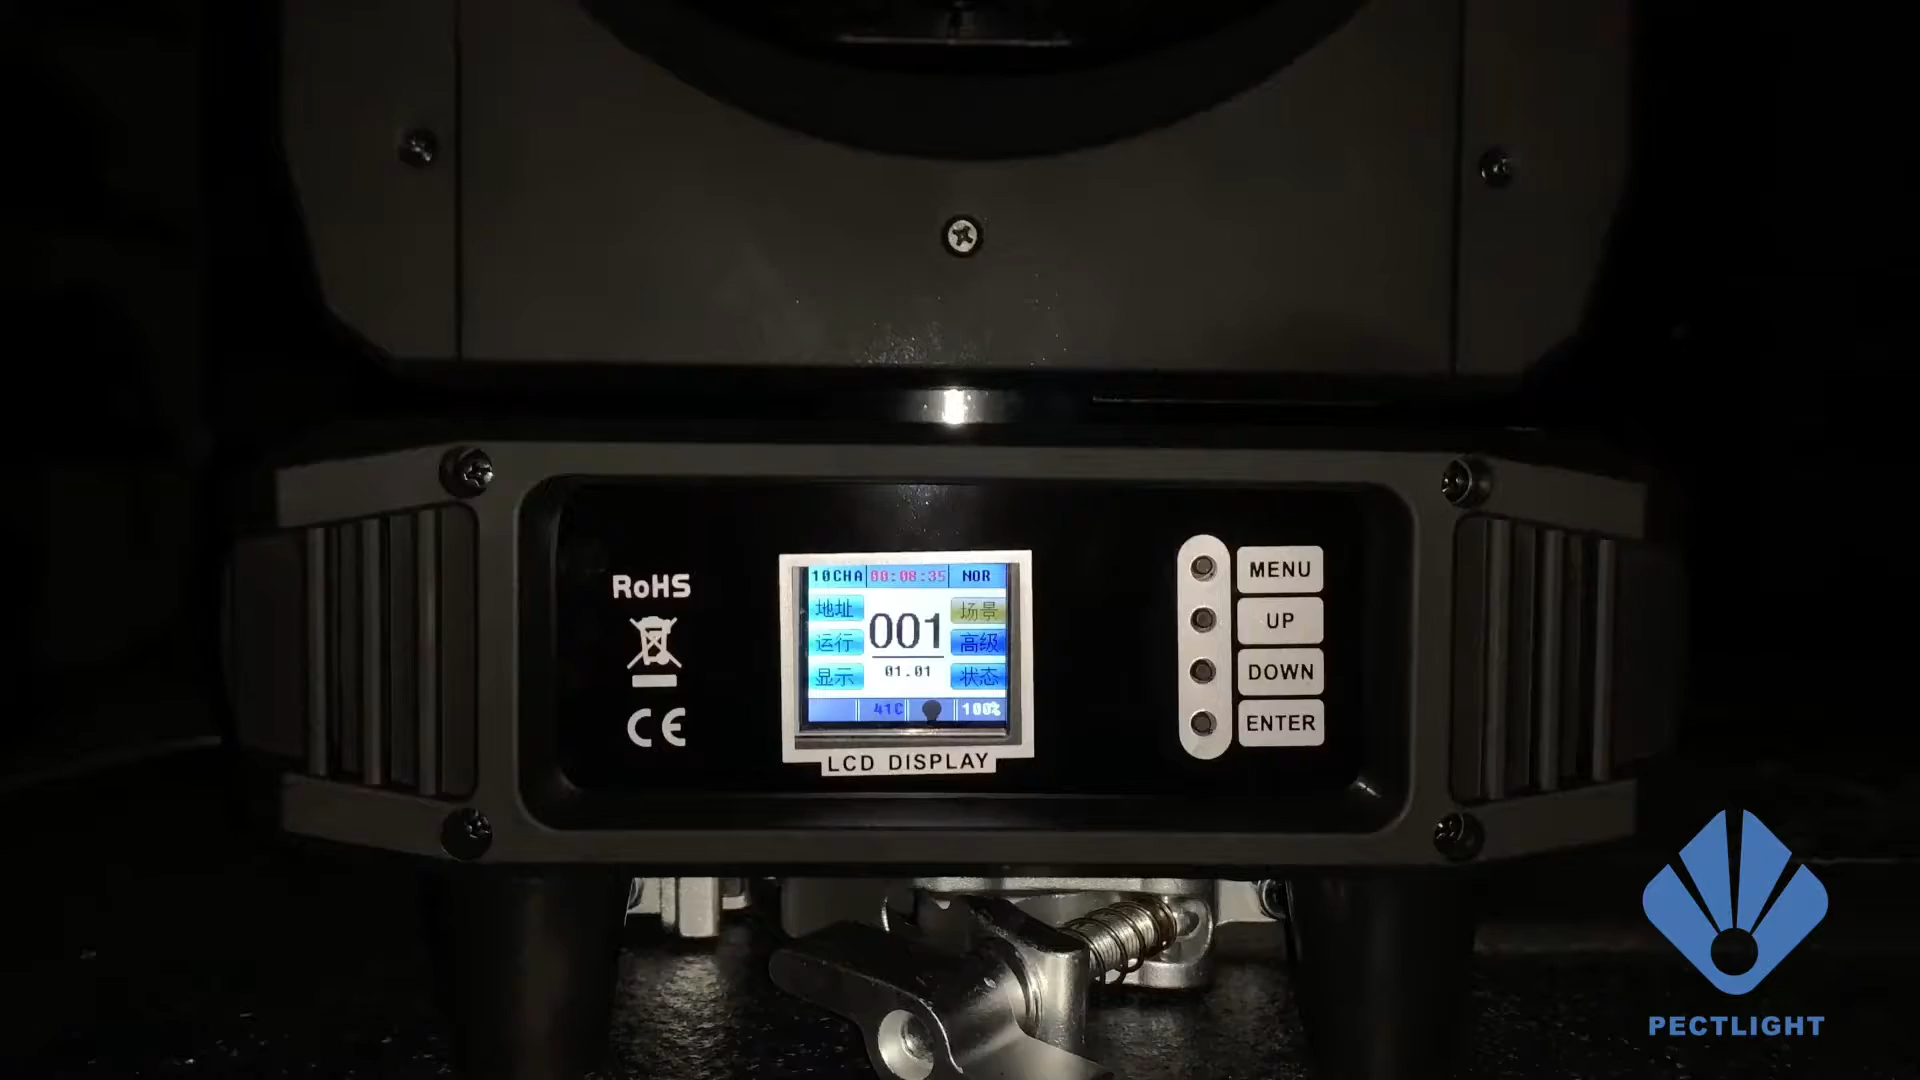 RoHS
CE
10CHA 00:08:35 NOR
地址
运行
显示
001
01.01
场景
高级
状态
41C
100%
LCD DISPLAY
MENU
UP
DOWN
ENTER
PECTLIGHT